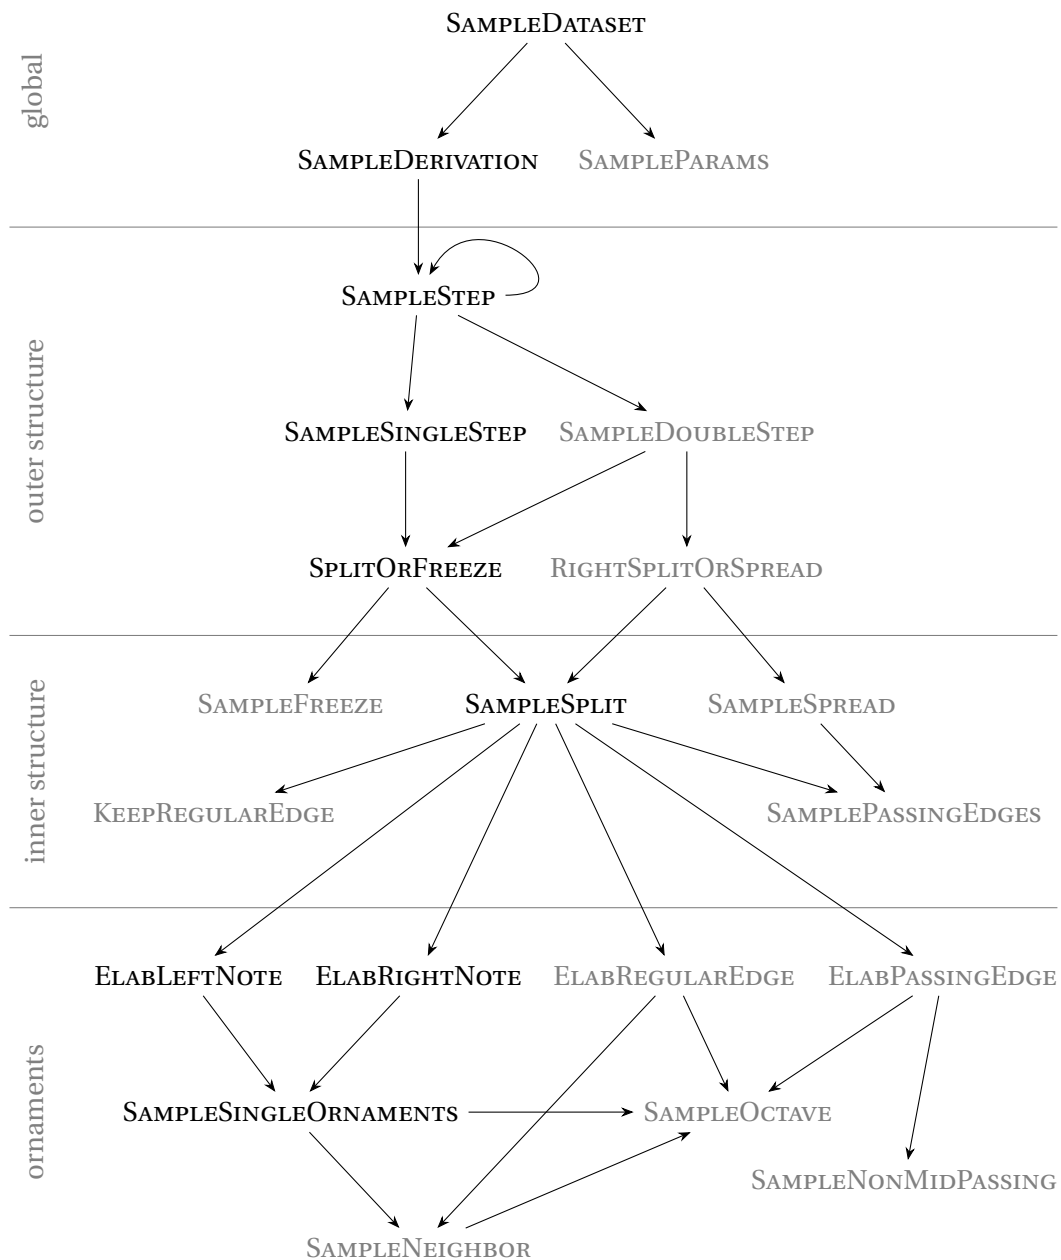 SampleDataset
global
SampleDerivation SampleParams
SampleStep
outer structure
SampleSingleStep SampleDoubleStep
SplitOrFreeze RightSplitOrSpread
SampleFreeze SampleSplit SampleSpread
inner structure
KeepRegularEdge SamplePassingEdges
ElabLeftNote ElabRightNote ElabRegularEdge ElabPassingEdge
ornaments
SampleSingleOrnaments SampleOctave
SampleNonMidPassing
SampleNeighbor